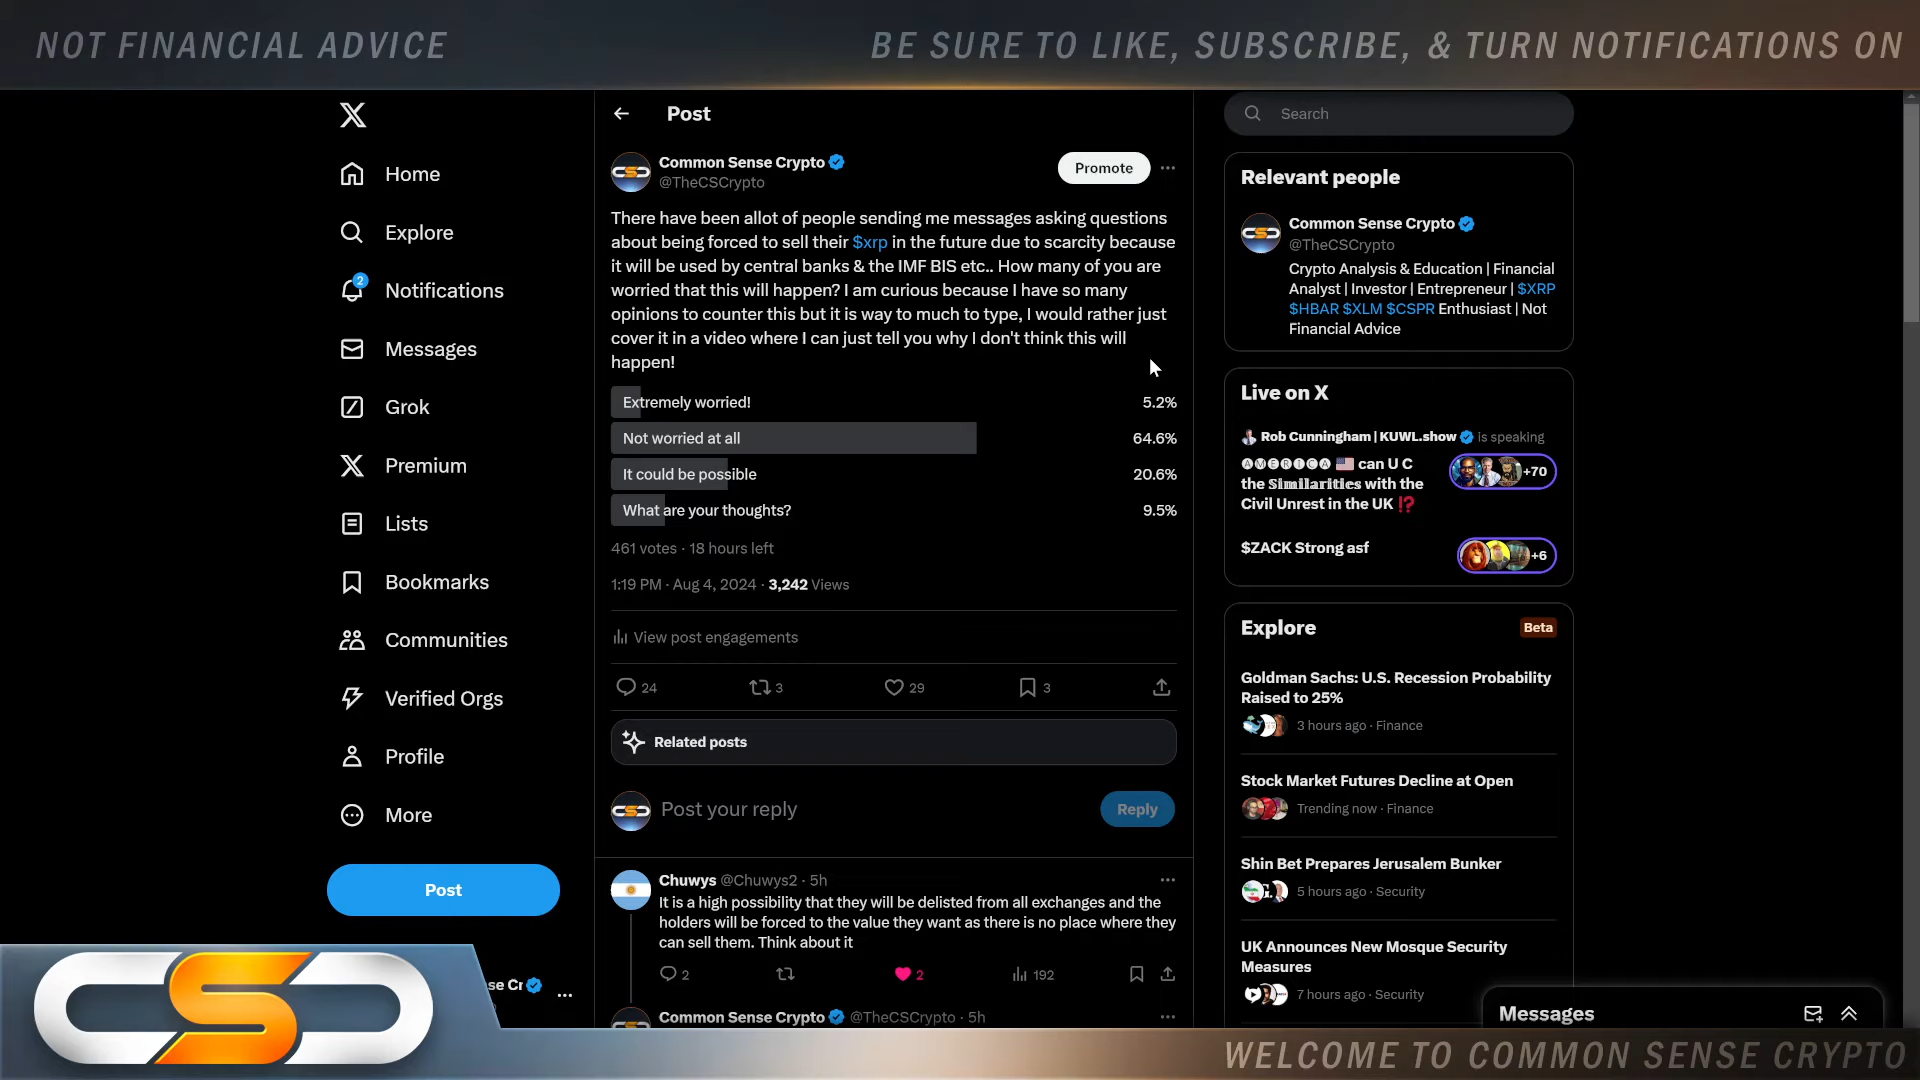 NOT FINANCIAL ADVICE
BE SURE TO LIKE, SUBSCRIBE, & TURN NOTIFICATIONS ON
Home
Explore
2
Notifications
Messages
Grok
Premium
Lists
Bookmarks
Communities
Verified Orgs
Profile
More
Post
se Cr
Post
Common Sense Crypto
@TheCSCrypto
Promote
There have been allot of people sending me messages asking questions
about being forced to sell their $xrp in the future due to scarcity because
it will be used by central banks & the IMF BIS etc.. How many of you are
worried that this will happen? I am curious because I have so many
opinions to counter this but it is way to much to type, I would rather just
cover it in a video where I can just tell you why I don't think this will
happen!
Extremely worried! 5.2%
Not worried at all 64.6%
It could be possible 20.6%
What are your thoughts? 9.5%
461 votes · 18 hours left
1:19 PM · Aug 4, 2024 · 3,242 Views
View post engagements
24 3 29 3
Related posts
Post your reply
Reply
Chuwys @Chuwys2 · 5h
It is a high possibility that they will be delisted from all exchanges and the
holders will be forced to the value they want as there is no place where they
can sell them. Think about it
2 2 192
Common Sense Crypto @TheCSCrypto · 5h
Search
Relevant people
Common Sense Crypto
@TheCSCrypto
Crypto Analysis & Education | Financial
Analyst | Investor | Entrepreneur | $XRP
$HBAR $XLM $CSPR Enthusiast | Not
Financial Advice
Live on X
Rob Cunningham | KUWL.show is speaking
🅐🅜🅔🅡🅘🅒🅐 🇺🇸 can U C
the 𝕊𝕚𝕞𝕚𝕝𝕒𝕣𝕚𝕥𝕚𝕖𝕤 with the
Civil Unrest in the UK ⁉️
+70
$ZACK Strong asf
+6
Explore
Beta
Goldman Sachs: U.S. Recession Probability
Raised to 25%
3 hours ago · Finance
Stock Market Futures Decline at Open
Trending now · Finance
Shin Bet Prepares Jerusalem Bunker
5 hours ago · Security
UK Announces New Mosque Security
Measures
7 hours ago · Security
Messages
CSC
WELCOME TO COMMON SENSE CRYPTO